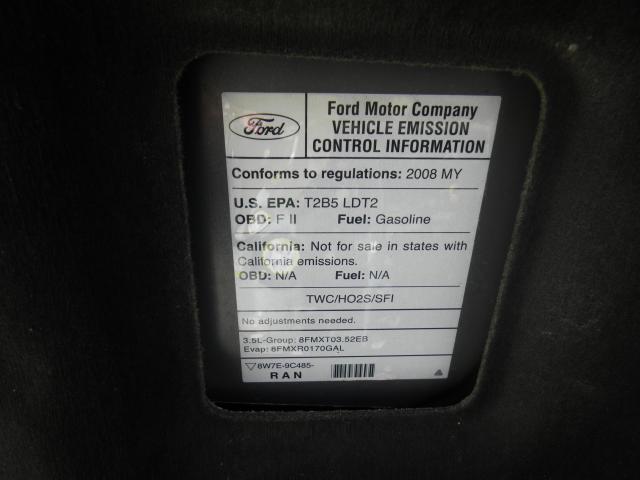 Ford
Ford Motor Company
VEHICLE EMISSION
CONTROL INFORMATION
Conforms to regulations: 2008 MY
U.S. EPA: T2B5 LDT2
OBD: F II Fuel: Gasoline
California: Not for sale in states with
California emissions.
OBD: N/A Fuel: N/A
TWC/HO2S/SFI
No adjustments needed.
3.5L-Group: 8FMXT03.52EB
Evap: 8FMXR0170GAL
8W7E-9C485-
RAN